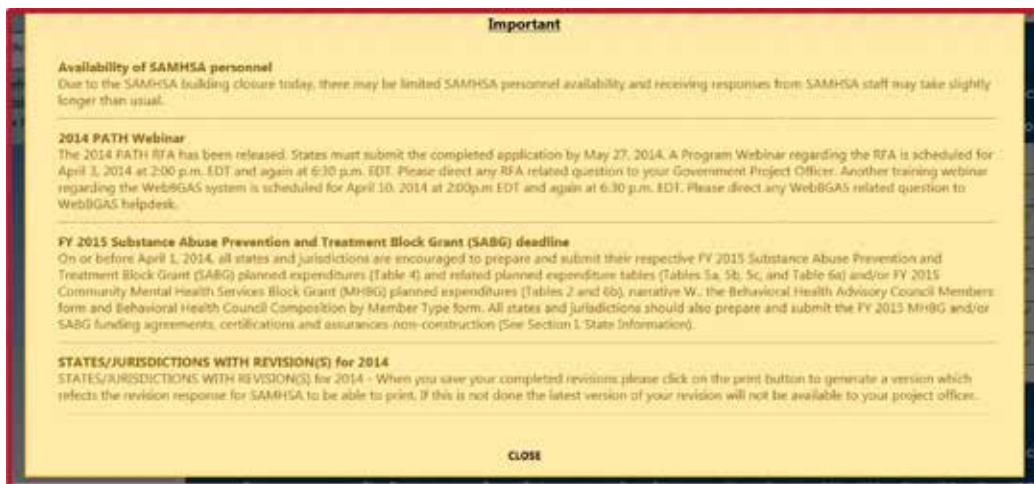 Important
Availability of SAMHSA personnel
Due to the SAMHSA building closure today, there may be limited SAMHSA personnel availability and receiving responses from SAMHSA staff may take slightly
longer than usual.
2014 PATH Webinar
The 2014 PATH RFA has been released. States must submit the completed application by May 27, 2014. A Program Webinar regarding the RFA is scheduled for
April 3, 2014 at 2:00 p.m. EDT and again at 6:30 p.m. EDT. Please direct any RFA related question to your Government Project Officer. Another training webinar
regarding the WebBGAS system is scheduled for April 10, 2014 at 2:00p.m EDT and again at 6:30 p.m. EDT. Please direct any WebBGAS related question to
WebBGAS helpdesk.
FY 2015 Substance Abuse Prevention and Treatment Block Grant (SABG) deadline
On or before April 1, 2014, all states and jurisdictions are encouraged to prepare and submit their respective FY 2015 Substance Abuse Prevention and
Treatment Block Grant (SABG) planned expenditures (Table 4) and related planned expenditure tables (Tables 5a, 5b, 5c, and Table 6a) and/or FY 2015
Community Mental Health Services Block Grant (MHBG) planned expenditures (Tables 2 and 6b), narrative W., the Behavioral Health Advisory Council Members
form and Behavioral Health Council Composition by Member Type form. All states and jurisdictions should also prepare and submit the FY 2015 MHBG and/or
SABG funding agreements, certifications and assurances-non-construction (See Section I. State Information).
STATES/JURISDICTIONS WITH REVISION(S) for 2014
STATES/JURISDICTIONS WITH REVISION(S) for 2014 - When you save your completed revisions please click on the print button to generate a version which
reflects the revision response for SAMHSA to be able to print. If this is not done the latest version of your revision will not be available to your project officer.
CLOSE